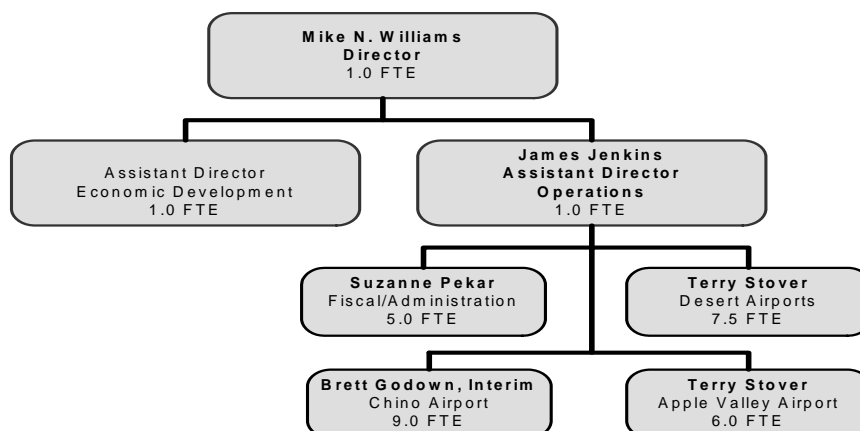 Mike N. Williams
Director
1.0 FTE
Assistant Director
Economic Development
1.0 FTE
James Jenkins
Assistant Director
Operations
1.0 FTE
Suzanne Pekar
Fiscal/Administration
5.0 FTE
Terry Stover
Desert Airports
7.5 FTE
Brett Godown, Interim
Chino Airport
9.0 FTE
Terry Stover
Apple Valley Airport
6.0 FTE